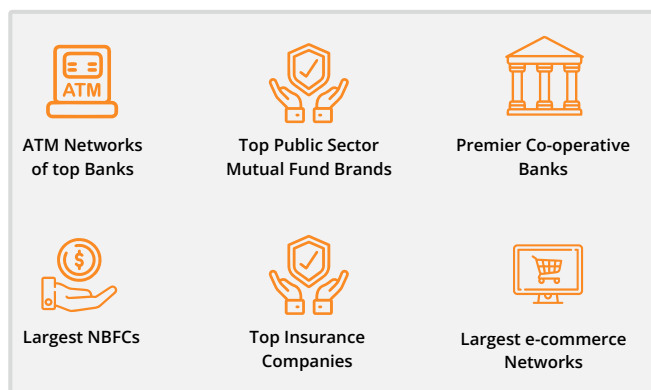 ATM
ATM Networks
of top Banks
Top Public Sector
Mutual Fund Brands
Premier Co-operative
Banks
$
Largest NBFCs
Top Insurance
Companies
Largest e-commerce
Networks